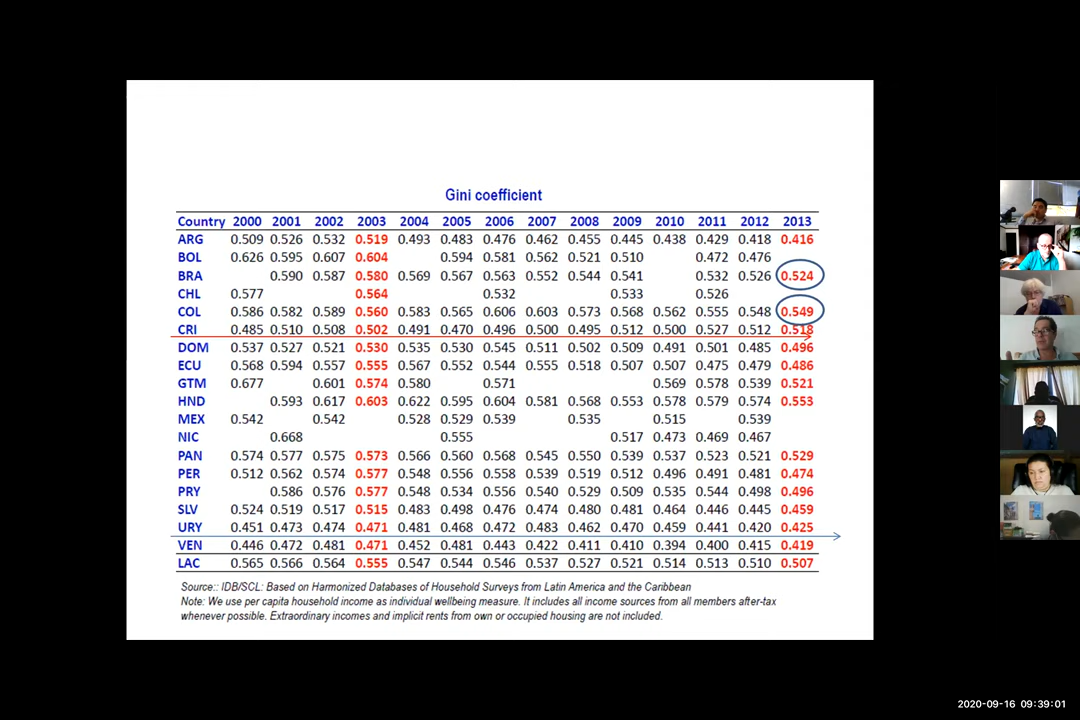 Gini coefficient
Country 2000 2001 2002 2003 2004 2005 2006 2007 2008 2009 2010 2011 2012 2013
ARG 0.509 0.526 0.532 0.519 0.493 0.483 0.476 0.462 0.455 0.445 0.438 0.429 0.418 0.416
BOL 0.626 0.595 0.607 0.604 0.594 0.581 0.562 0.521 0.510 0.472 0.476
BRA 0.590 0.587 0.580 0.569 0.567 0.563 0.552 0.544 0.541 0.532 0.526 0.524
CHL 0.577 0.564 0.532 0.533 0.526
COL 0.586 0.582 0.589 0.560 0.583 0.565 0.606 0.603 0.573 0.568 0.562 0.555 0.548 0.549
CRI 0.485 0.510 0.508 0.502 0.491 0.470 0.496 0.500 0.495 0.512 0.500 0.527 0.512 0.518
DOM 0.537 0.527 0.521 0.530 0.535 0.530 0.545 0.511 0.502 0.509 0.491 0.501 0.485 0.496
ECU 0.568 0.594 0.557 0.555 0.567 0.552 0.544 0.555 0.518 0.507 0.507 0.475 0.479 0.486
GTM 0.677 0.601 0.574 0.580 0.571 0.569 0.578 0.539 0.521
HND 0.593 0.617 0.603 0.622 0.595 0.604 0.581 0.568 0.553 0.578 0.579 0.574 0.553
MEX 0.542 0.542 0.528 0.529 0.539 0.535 0.515 0.539
NIC 0.668 0.555 0.517 0.473 0.469 0.467
PAN 0.574 0.577 0.575 0.573 0.566 0.560 0.568 0.545 0.550 0.539 0.537 0.523 0.521 0.529
PER 0.512 0.562 0.574 0.577 0.548 0.556 0.558 0.539 0.519 0.512 0.496 0.491 0.481 0.474
PRY 0.586 0.576 0.577 0.548 0.534 0.556 0.540 0.529 0.509 0.535 0.544 0.498 0.496
SLV 0.524 0.519 0.517 0.515 0.483 0.498 0.476 0.474 0.480 0.481 0.464 0.446 0.445 0.459
URY 0.451 0.473 0.474 0.471 0.481 0.468 0.472 0.483 0.462 0.470 0.459 0.441 0.420 0.425
VEN 0.446 0.472 0.481 0.471 0.452 0.481 0.443 0.422 0.411 0.410 0.394 0.400 0.415 0.419
LAC 0.565 0.566 0.564 0.555 0.547 0.544 0.546 0.537 0.527 0.521 0.514 0.513 0.510 0.507
Source:: IDB/SCL: Based on Harmonized Databases of Household Surveys from Latin America and the Caribbean
Note: We use per capita household income as individual wellbeing measure. It includes all income sources from all members after-tax
whenever possible. Extraordinary incomes and implicit rents from own or occupied housing are not included.
2020-09-16 09:39:01